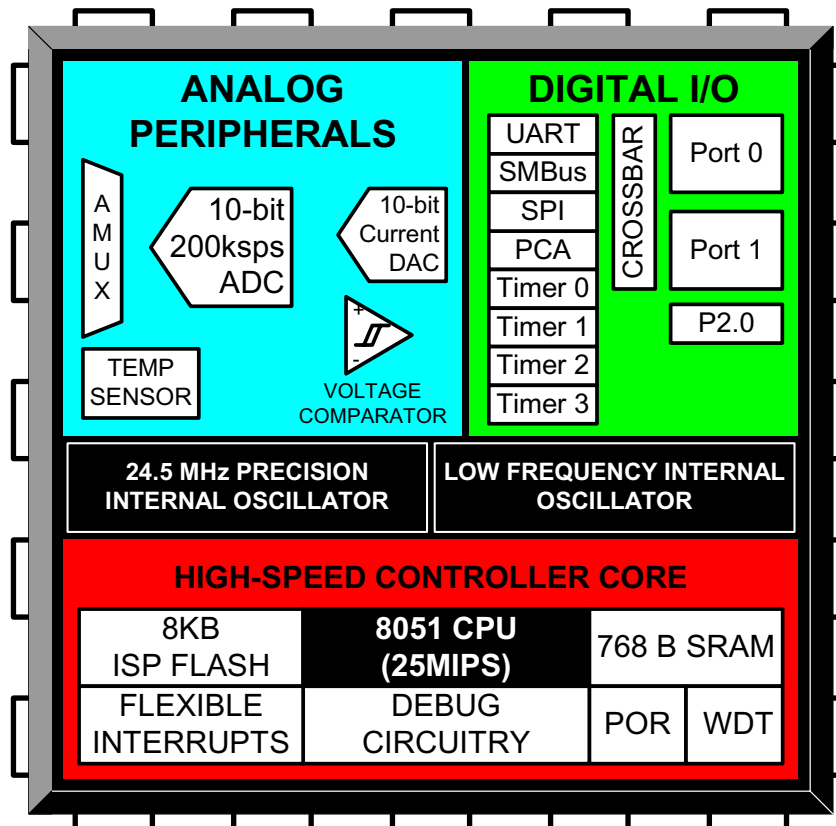 ANALOG
PERIPHERALS
A
M
U
X
10-bit
200ksps
ADC
10-bit
Current
DAC
+
-
TEMP
SENSOR
VOLTAGE
COMPARATOR
DIGITAL I/O
UART
SMBus
SPI
PCA
Timer 0
Timer 1
Timer 2
Timer 3
CROSSBAR
Port 0
Port 1
P2.0
24.5 MHz PRECISION
INTERNAL OSCILLATOR
LOW FREQUENCY INTERNAL
OSCILLATOR
HIGH-SPEED CONTROLLER CORE
8KB
ISP FLASH
8051 CPU
(25MIPS)
768 B SRAM
FLEXIBLE
INTERRUPTS
DEBUG
CIRCUITRY
POR
WDT